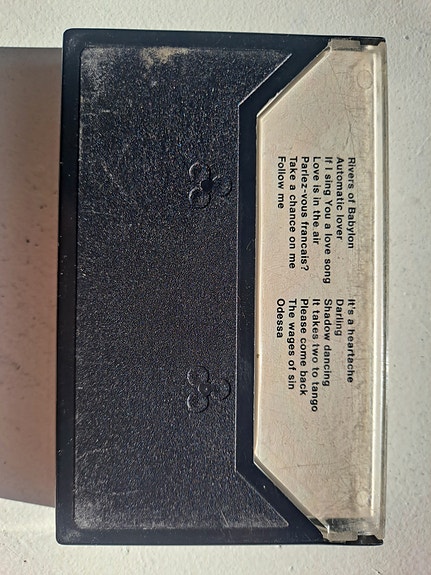 Rivers of Babylon
Automatic lover
If I sing You a love song
Love is in the air
Parlez-vous francais?
Take a chance on me
Follow me
It's a heartache
Darling
Shadow dancing
It takes two to tango
Please come back
The wages of sin
Odessa